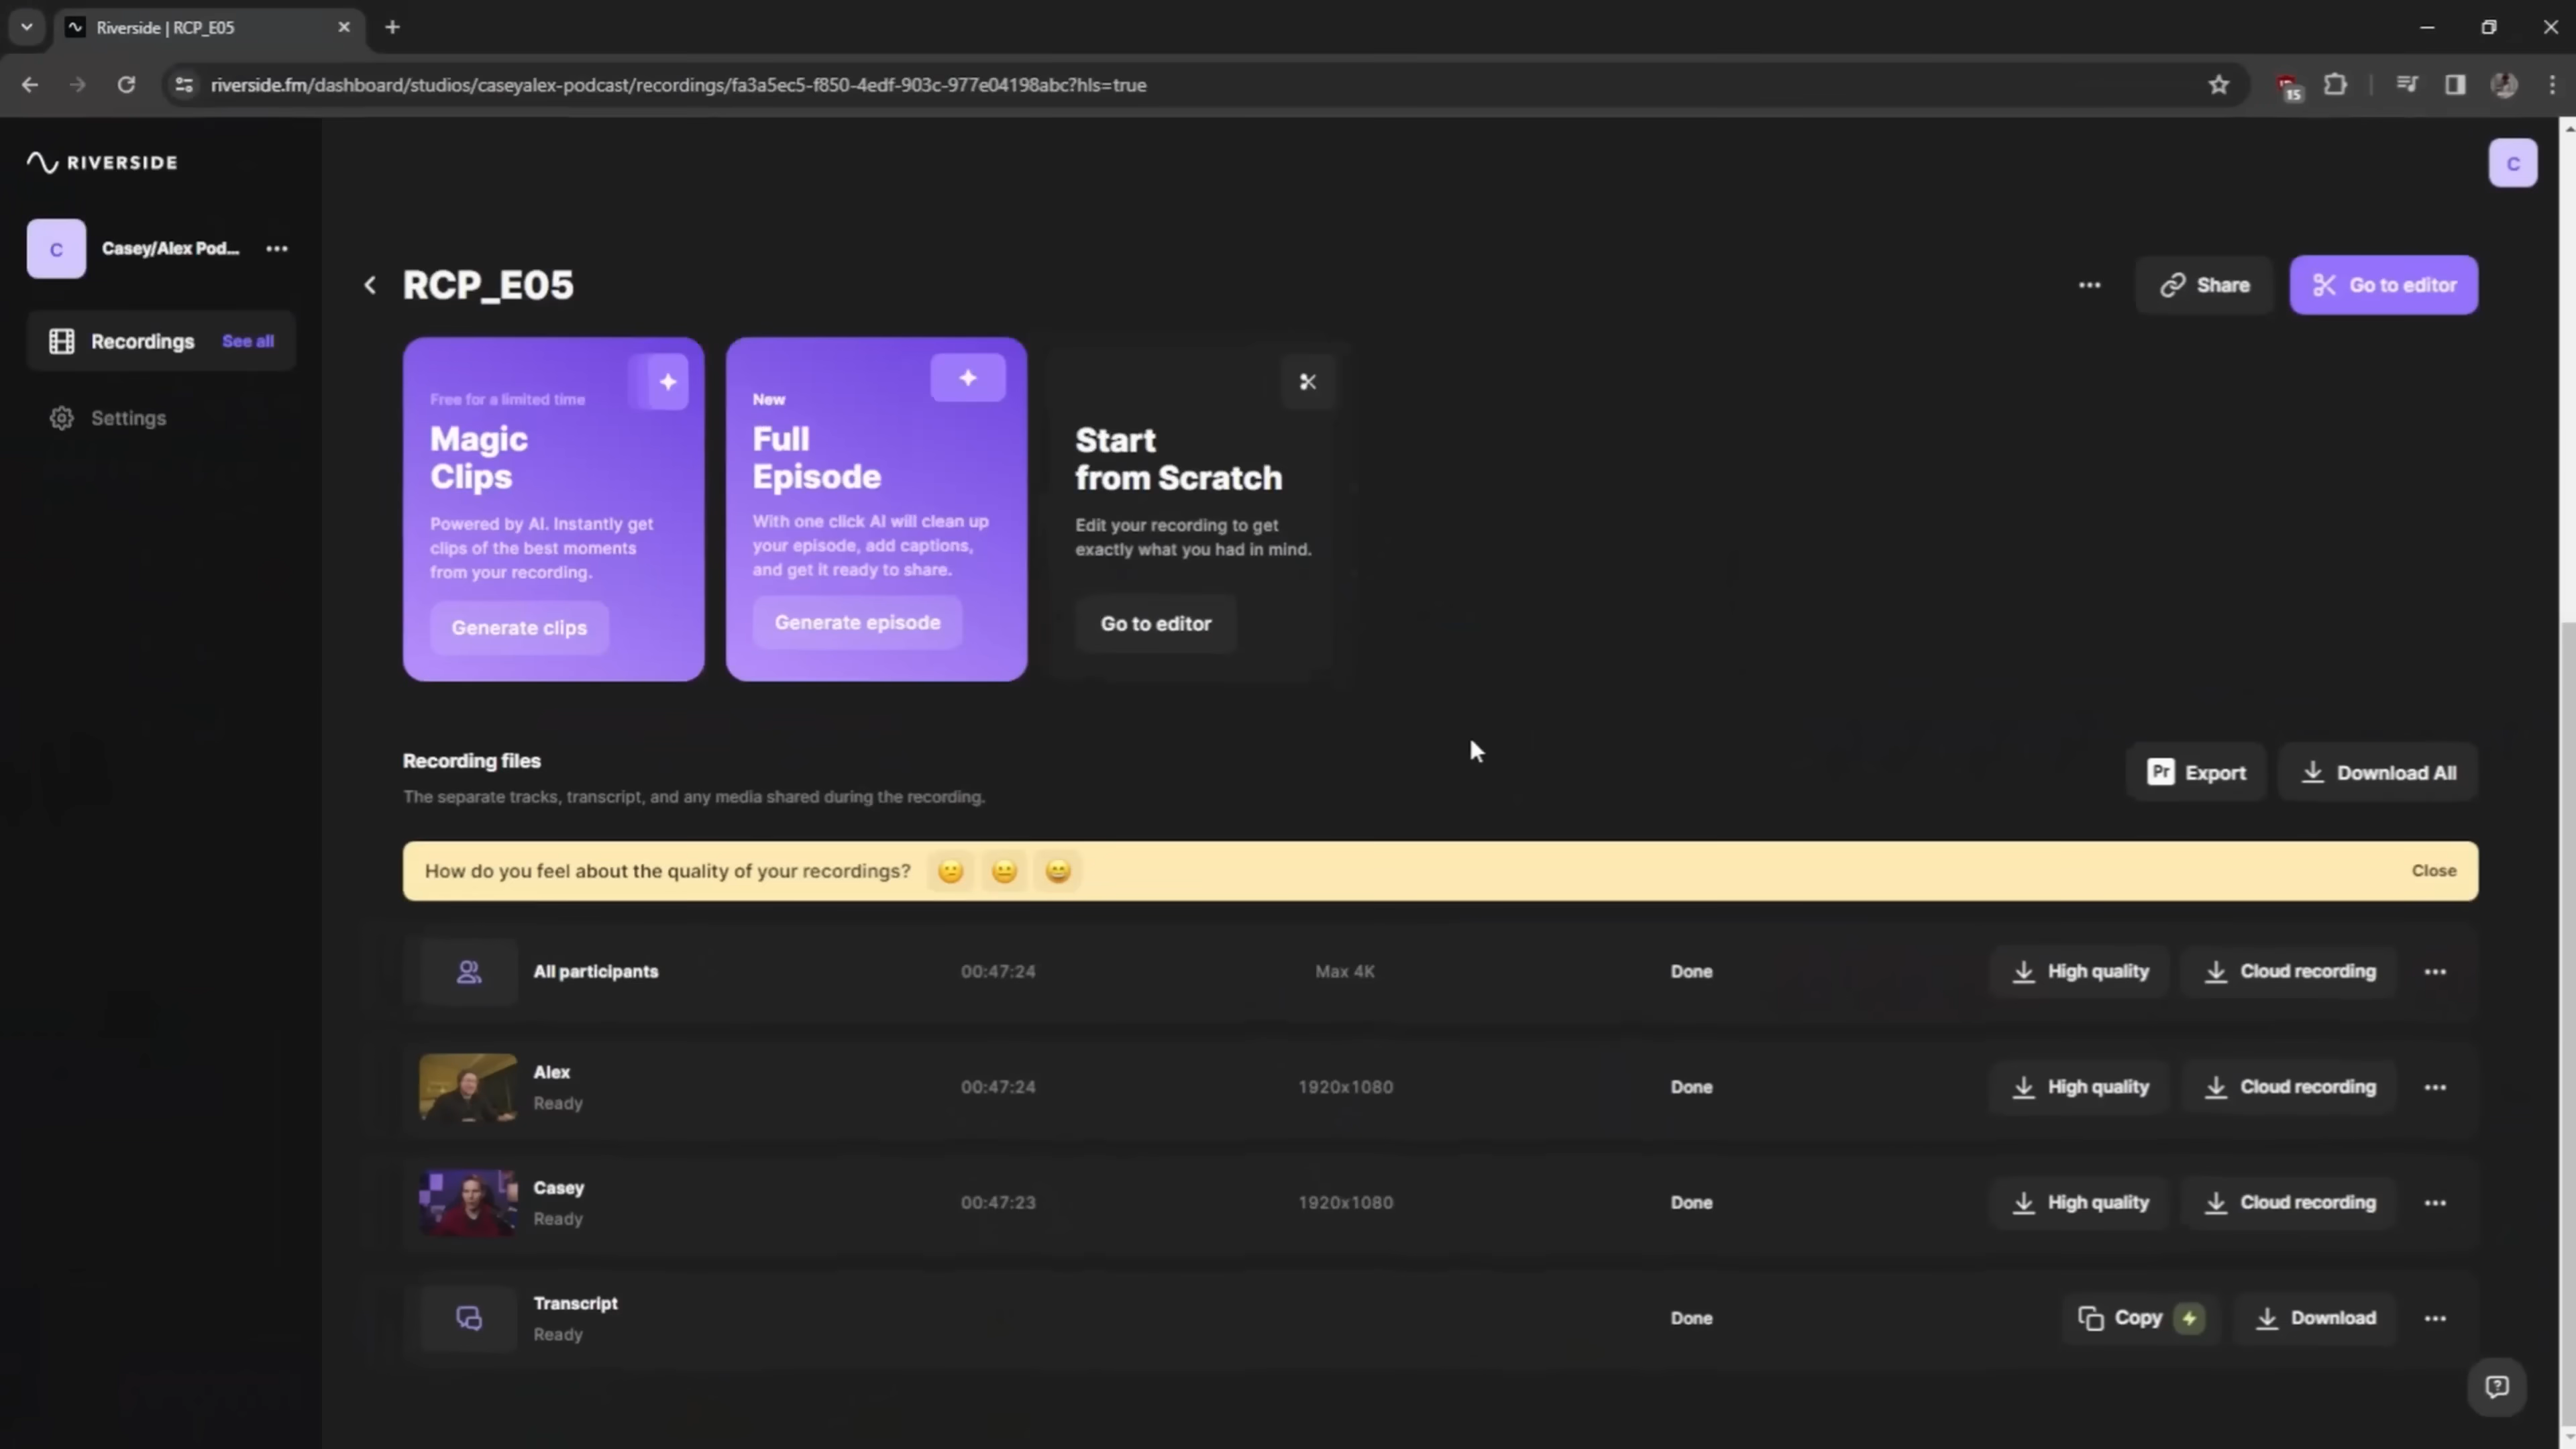 Riverside | RCP_E05
riverside.fm/dashboard/studios/caseyalex-podcast/recordings/fa3a5ec5-f850-4edf-903c-977e04198abc?hls=true
15
RIVERSIDE
C
C
Casey/Alex Pod...
Recordings See all
Settings
RCP_E05
Share
Go to editor
Free for a limited time
Magic
Clips
Powered by AI. Instantly get
clips of the best moments
from your recording.
Generate clips
New
Full
Episode
With one click AI will clean up
your episode, add captions,
and get it ready to share.
Generate episode
Start
from Scratch
Edit your recording to get
exactly what you had in mind.
Go to editor
Recording files
The separate tracks, transcript, and any media shared during the recording.
Pr Export
Download All
How do you feel about the quality of your recordings?
Close
All participants 00:47:24 Max 4K Done High quality Cloud recording
Alex
Ready
00:47:24 1920x1080 Done High quality Cloud recording
Casey
Ready
00:47:23 1920x1080 Done High quality Cloud recording
Transcript
Ready
Done Copy Download